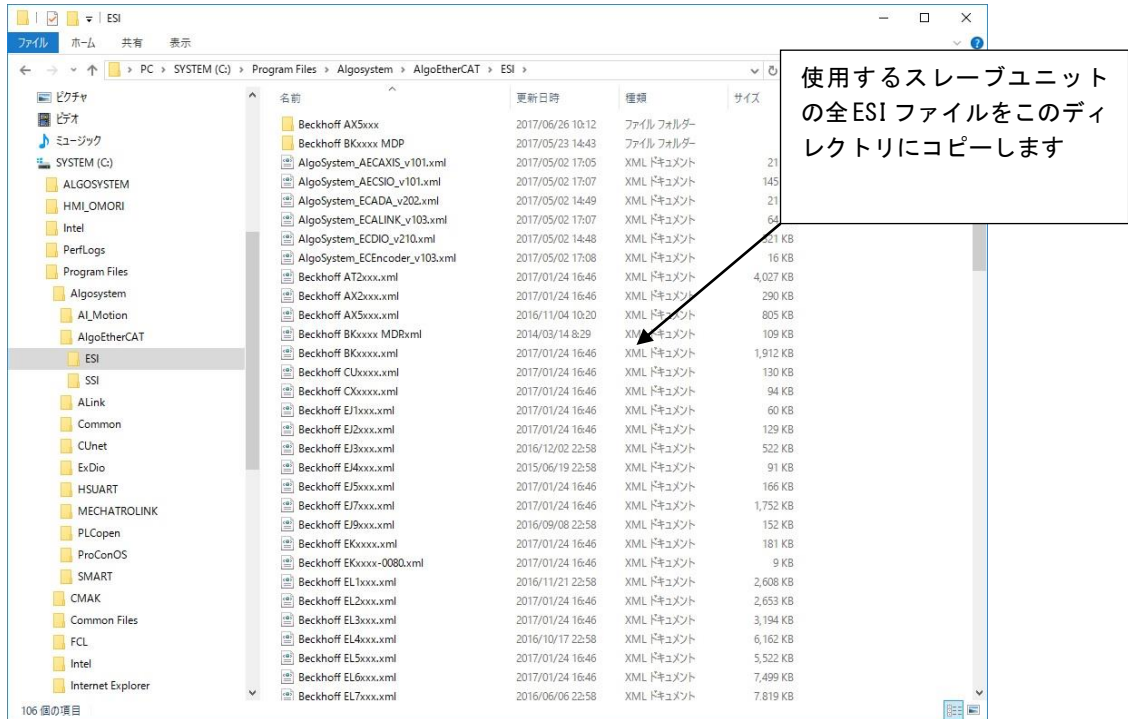 ESI
ファイル ホーム 共有 表示
PC > SYSTEM (C:) > Program Files > Algosystem > AlgoEtherCAT > ESI >
使用するスレーブユニット
の全ESI ファイルをこのディ
レクトリにコピーします
ピクチャ
ビデオ
ミュージック
SYSTEM (C:)
ALGOSYSTEM
HMI_OMORI
Intel
PerfLogs
Program Files
Algosystem
AI_Motion
AlgoEtherCAT
ESI
SSI
ALink
Common
CUnet
ExDio
HSUART
MECHATROLINK
PLCopen
ProConOS
SMART
CMAK
Common Files
FCL
Intel
Internet Explorer
名前 更新日時 種類 サイズ
Beckhoff AX5xxx 2017/06/26 10:12 ファイル フォルダー
Beckhoff BKxxxx MDP 2017/05/23 14:43 ファイル フォルダー
AlgoSystem_AECAXIS_v101.xml 2017/05/02 17:05 XML ドキュメント 21
AlgoSystem_AECSIO_v101.xml 2017/05/02 17:07 XML ドキュメント 145
AlgoSystem_ECADA_v202.xml 2017/05/02 14:49 XML ドキュメント 21
AlgoSystem_ECALINK_v103.xml 2017/05/02 17:07 XML ドキュメント 64
AlgoSystem_ECDIO_v210.xml 2017/05/02 14:48 XML ドキュメント 321 KB
AlgoSystem_ECEncoder_v103.xml 2017/05/02 17:08 XML ドキュメント 16 KB
Beckhoff AT2xxx.xml 2017/01/24 16:46 XML ドキュメント 4,027 KB
Beckhoff AX2xxx.xml 2017/01/24 16:46 XML ドキュメント 290 KB
Beckhoff AX5xxx.xml 2016/11/04 10:20 XML ドキュメント 805 KB
Beckhoff BKxxxx MDP.xml 2014/03/14 8:29 XML ドキュメント 109 KB
Beckhoff BKxxxx.xml 2017/01/24 16:46 XML ドキュメント 1,912 KB
Beckhoff CUxxxx.xml 2017/01/24 16:46 XML ドキュメント 130 KB
Beckhoff CXxxxx.xml 2017/01/24 16:46 XML ドキュメント 94 KB
Beckhoff EJ1xxx.xml 2017/01/24 16:46 XML ドキュメント 60 KB
Beckhoff EJ2xxx.xml 2017/01/24 16:46 XML ドキュメント 129 KB
Beckhoff EJ3xxx.xml 2016/12/02 22:58 XML ドキュメント 522 KB
Beckhoff EJ4xxx.xml 2015/06/19 22:58 XML ドキュメント 91 KB
Beckhoff EJ5xxx.xml 2017/01/24 16:46 XML ドキュメント 166 KB
Beckhoff EJ7xxx.xml 2017/01/24 16:46 XML ドキュメント 1,752 KB
Beckhoff EJ9xxx.xml 2016/09/08 22:58 XML ドキュメント 152 KB
Beckhoff EKxxxx.xml 2017/01/24 16:46 XML ドキュメント 181 KB
Beckhoff EKxxxx-0080.xml 2017/01/24 16:46 XML ドキュメント 9 KB
Beckhoff EL1xxx.xml 2016/11/21 22:58 XML ドキュメント 2,608 KB
Beckhoff EL2xxx.xml 2017/01/24 16:46 XML ドキュメント 2,653 KB
Beckhoff EL3xxx.xml 2017/01/24 16:46 XML ドキュメント 3,194 KB
Beckhoff EL4xxx.xml 2016/10/17 22:58 XML ドキュメント 6,162 KB
Beckhoff EL5xxx.xml 2017/01/24 16:46 XML ドキュメント 5,522 KB
Beckhoff EL6xxx.xml 2017/01/24 16:46 XML ドキュメント 7,499 KB
Beckhoff EL7xxx.xml 2016/06/06 22:58 XML ドキュメント 7,819 KB
106 個の項目